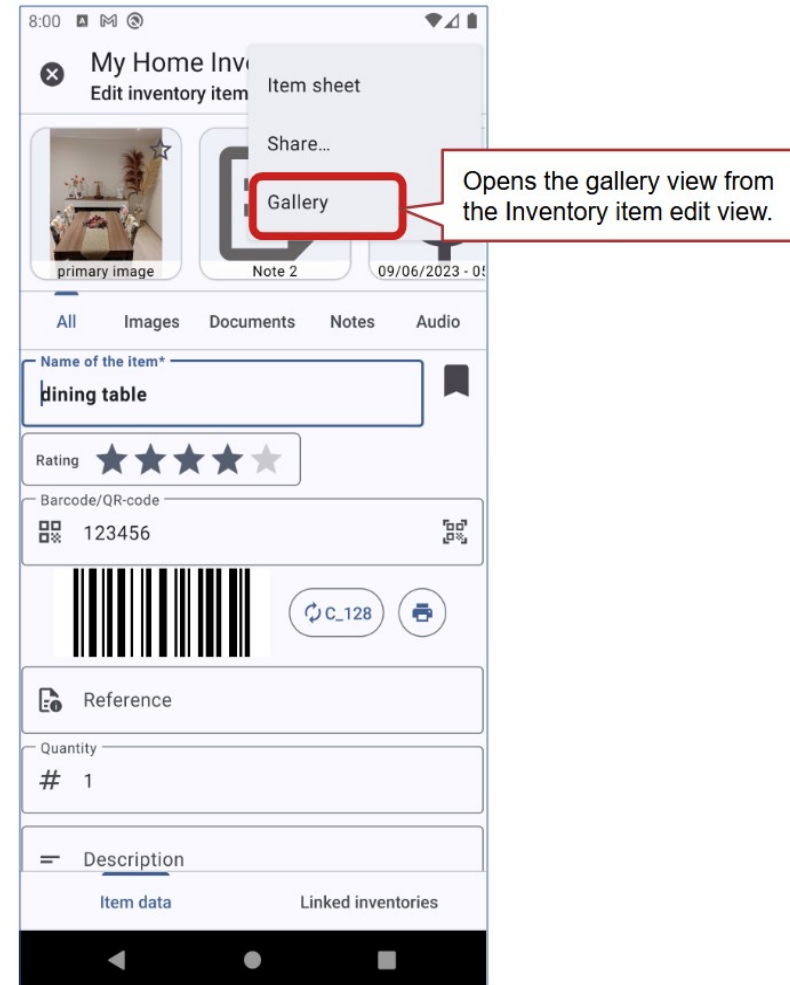 8:00
My Home Inv
Edit inventory item
Item sheet
Share...
Gallery
Opens the gallery view from
the Inventory item edit view.
primary image
Note 2
09/06/2023 - 05
All Images Documents Notes Audio
Name of the item*
dining table
Rating
Barcode/QR-code
123456
C_128
Reference
Quantity
# 1
Description
Item data Linked inventories